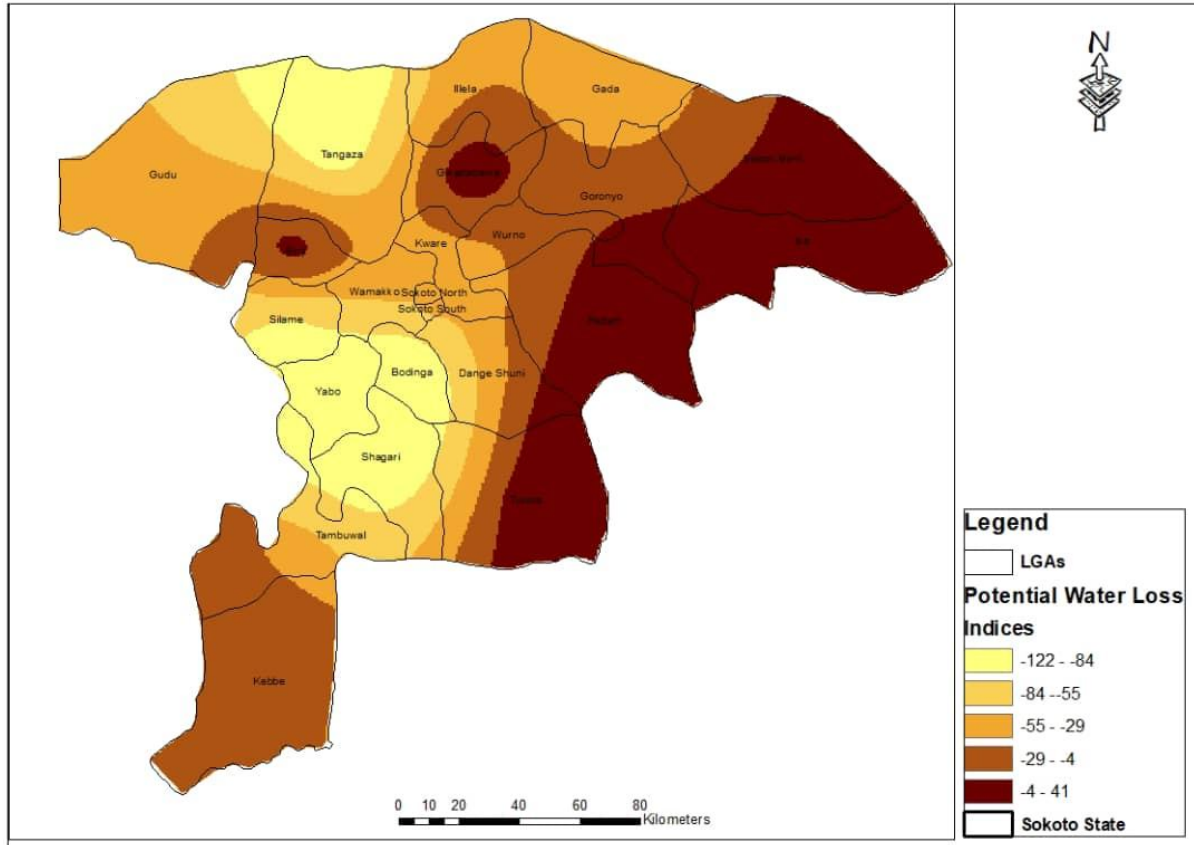 N
Illela
Gada
Tangaza
Gudu
Goronyo
Kware
Wurno
Wamakko
Sokoto North
Sokoto South
Silame
Bodinga
Dange Shuni
Yabo
Shagari
Tambuwal
Kebbe
Legend
LGAs
Potential Water Loss
Indices
-122 - -84
-84 --55
-55 - -29
-29 - -4
-4 - 41
Sokoto State
0 10 20 40 60 80
Kilometers